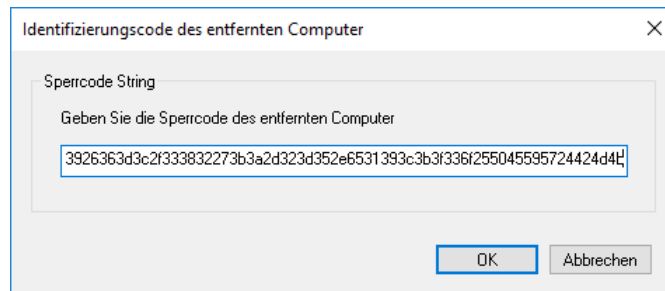 Identifizierungscode des entfernten Computer
Sperrcode String
Geben Sie die Sperrcode des entfernten Computer
3926363d3c2f333832273b3a2d323d352e6531393c3b3f336f255045595724424d4
OK
Abbrechen